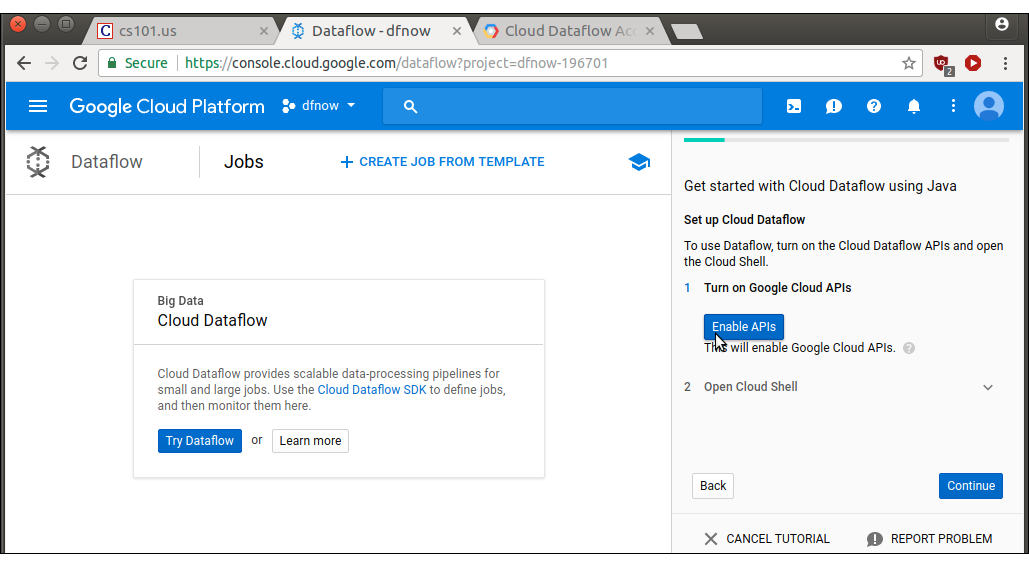 C cs101.us
Dataflow - dfnow
Cloud Dataflow Acc
Secure
https://console.cloud.google.com/dataflow?project=dfnow-196701
2
Google Cloud Platform
dfnow
Dataflow
Jobs
+ CREATE JOB FROM TEMPLATE
Big Data
Cloud Dataflow
Cloud Dataflow provides scalable data-processing pipelines for
small and large jobs. Use the Cloud Dataflow SDK to define jobs,
and then monitor them here.
Try Dataflow or Learn more
Get started with Cloud Dataflow using Java
Set up Cloud Dataflow
To use Dataflow, turn on the Cloud Dataflow APIs and open
the Cloud Shell.
1 Turn on Google Cloud APIs
Enable APIs
This will enable Google Cloud APIs.
2 Open Cloud Shell
Back
Continue
CANCEL TUTORIAL
REPORT PROBLEM